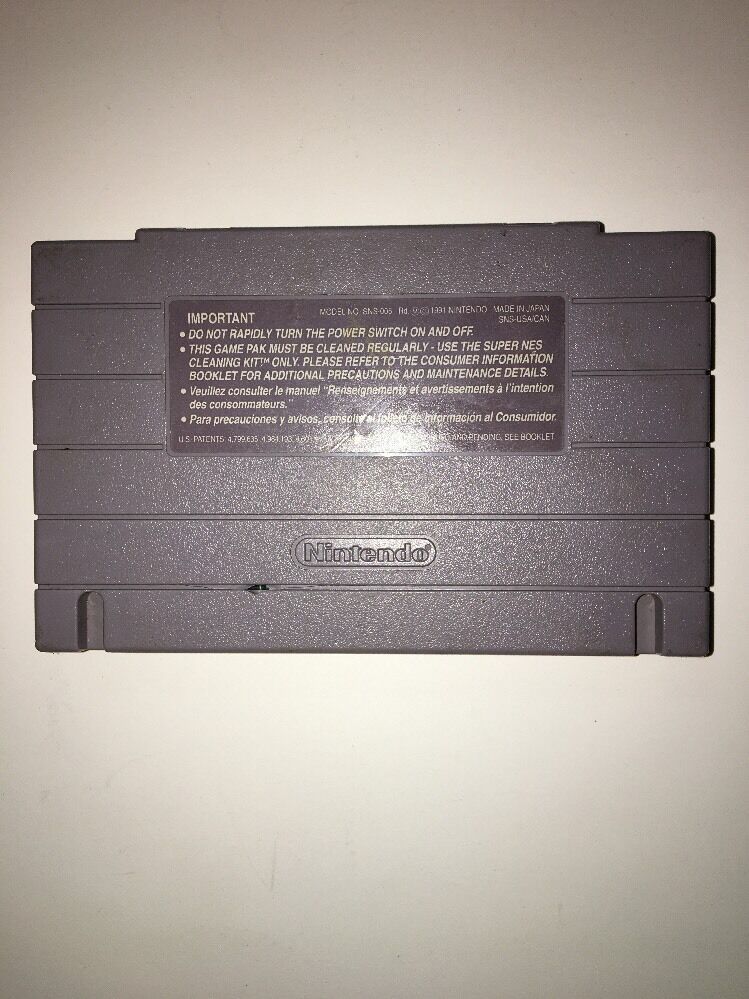 IMPORTANT
MODEL NO. SNS-006 Rd. Ⓜ © 1991 NINTENDO MADE IN JAPAN
SNS-USA/CAN
• DO NOT RAPIDLY TURN THE POWER SWITCH ON AND OFF.
• THIS GAME PAK MUST BE CLEANED REGULARLY - USE THE SUPER NES
CLEANING KIT™ ONLY. PLEASE REFER TO THE CONSUMER INFORMATION
BOOKLET FOR ADDITIONAL PRECAUTIONS AND MAINTENANCE DETAILS.
• Veuillez consulter le manuel "Renseignements et avertissements à l'intention
des consommateurs."
• Para precauciones y avisos, consulte el folleto de información al Consumidor.
U.S. PATENTS 4,799,635 AND PENDING, SEE BOOKLET
Nintendo®